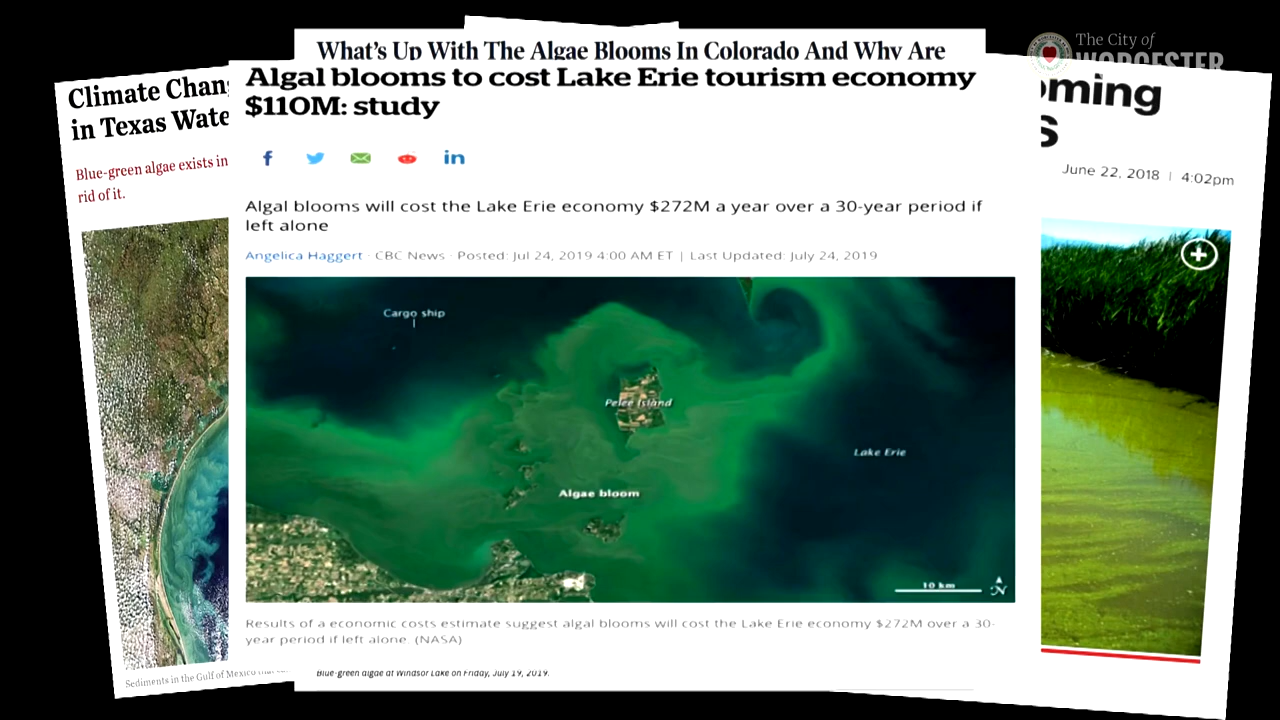 The City of
WORCESTER
What's Up With The Algae Blooms In Colorado And Why Are
Algal blooms to cost Lake Erie tourism economy
$110M: study
Algal blooms will cost the Lake Erie economy $272M a year over a 30-year period if
left alone
Angelica Haggert · CBC News · Posted: Jul 24, 2019 4:00 AM ET | Last Updated: July 24, 2019
Cargo ship
Pelee Island
Lake Erie
Algae bloom
10 km
N
Results of a economic costs estimate suggest algal blooms will cost the Lake Erie economy $272M over a 30-
year period if left alone. (NASA)
Blue-green algae at Windsor Lake on Friday, July 19, 2019.
Climate
in Texas
Blue-green algae exists in
rid of it.
Sediments in the Gulf of Mexico
June 22, 2018 | 4:02pm